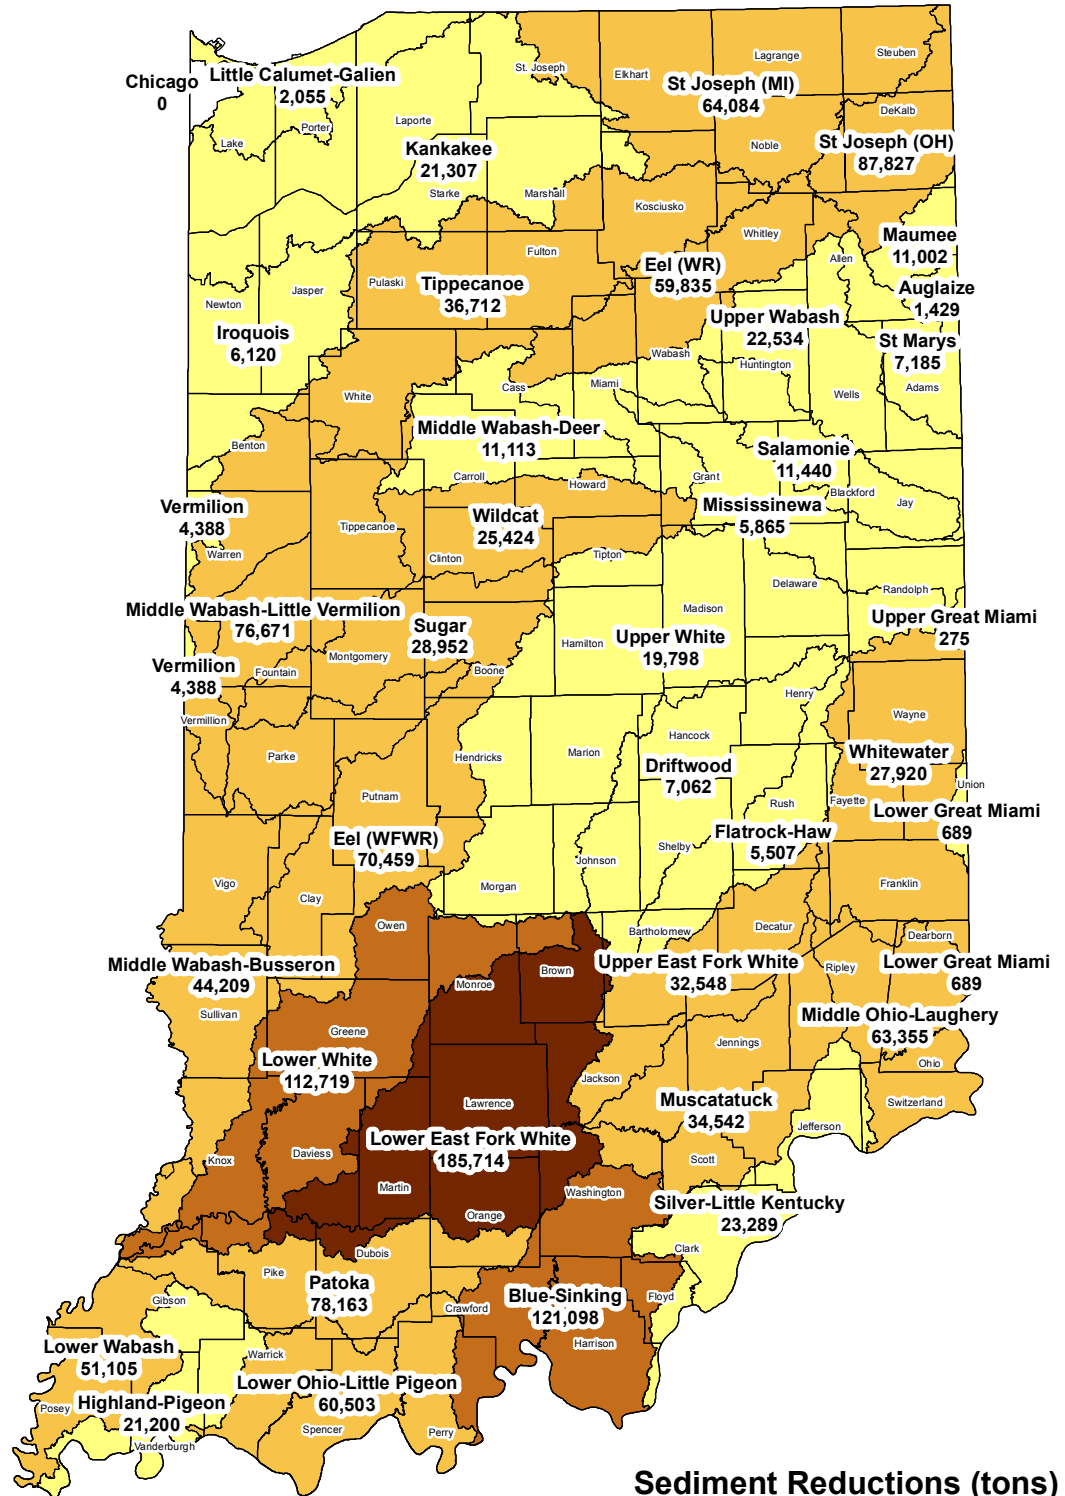 Steuben
Lagrange
St. Joseph
Elkhart
Chicago
0
Little Calumet-Galien
2,055
St Joseph (MI)
64,084
DeKalb
Laporte
Porter
Lake
Noble
St Joseph (OH)
87,827
Kankakee
21,307
Starke
Marshall
Kosciusko
Whitley
Maumee
11,002
Fulton
Allen
Eel (WR)
59,835
Pulaski
Tippecanoe
36,712
Jasper
Newton
Auglaize
1,429
Upper Wabash
22,534
Iroquois
6,120
St Marys
7,185
Wabash
Huntington
Miami
Cass
Adams
Wells
White
Middle Wabash-Deer
11,113
Benton
Salamonie
11,440
Carroll
Howard
Grant
Blackford
Jay
Vermilion
4,388
Mississinewa
5,865
Wildcat
25,424
Tippecanoe
Warren
Clinton
Tipton
Delaware
Randolph
Middle Wabash-Little Vermilion
76,671
Madison
Upper Great Miami
275
Sugar
28,952
Upper White
19,798
Hamilton
Montgomery
Vermilion
4,388
Fountain
Boone
Henry
Vermillion
Wayne
Hancock
Parke
Hendricks
Marion
Whitewater
27,920
Driftwood
7,062
Union
Putnam
Rush
Fayette
Lower Great Miami
689
Eel (WFWR)
70,459
Flatrock-Haw
5,507
Shelby
Johnson
Vigo
Clay
Morgan
Franklin
Owen
Decatur
Bartholomew
Dearborn
Middle Wabash-Busseron
44,209
Upper East Fork White
32,548
Ripley
Lower Great Miami
689
Brown
Monroe
Sullivan
Middle Ohio-Laughery
63,355
Greene
Jennings
Lower White
112,719
Ohio
Jackson
Muscatatuck
34,542
Switzerland
Lawrence
Jefferson
Lower East Fork White
185,714
Daviess
Knox
Scott
Martin
Washington
Silver-Little Kentucky
23,289
Orange
Clark
Dubois
Pike
Patoka
78,163
Gibson
Crawford
Blue-Sinking
121,098
Floyd
Harrison
Lower Wabash
51,105
Warrick
Lower Ohio-Little Pigeon
60,503
Posey
Highland-Pigeon
21,200
Spencer
Perry
Vanderburgh
Sediment Reductions (tons)